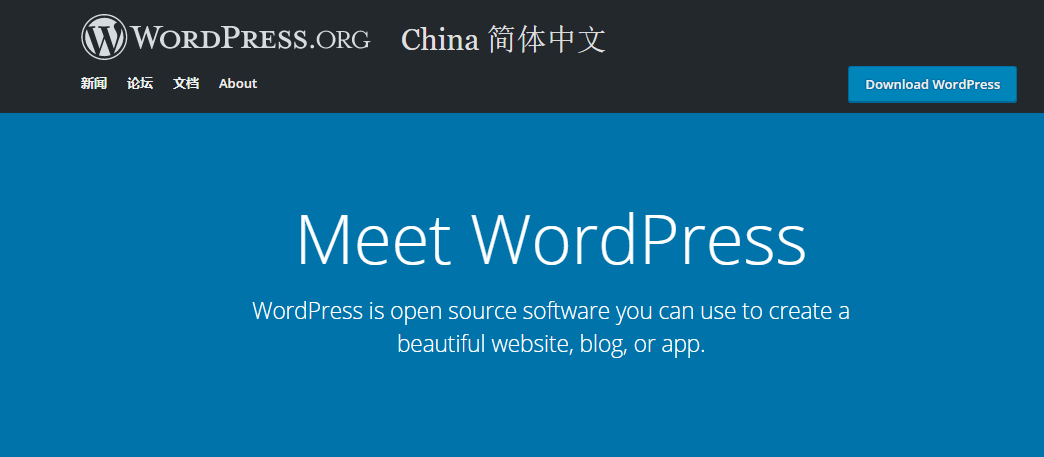 WORDPRESS.ORG China 简体中文
新闻 论坛 文档 About
Download WordPress
Meet WordPress
WordPress is open source software you can use to create a
beautiful website, blog, or app.